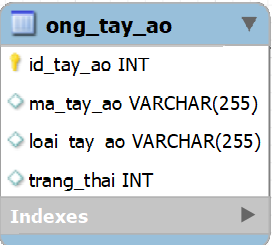 ong_tay_ao
id_tay_ao INT
ma_tay_ao VARCHAR(255)
loai_tay_ao VARCHAR(255)
trang_thai INT
Indexes